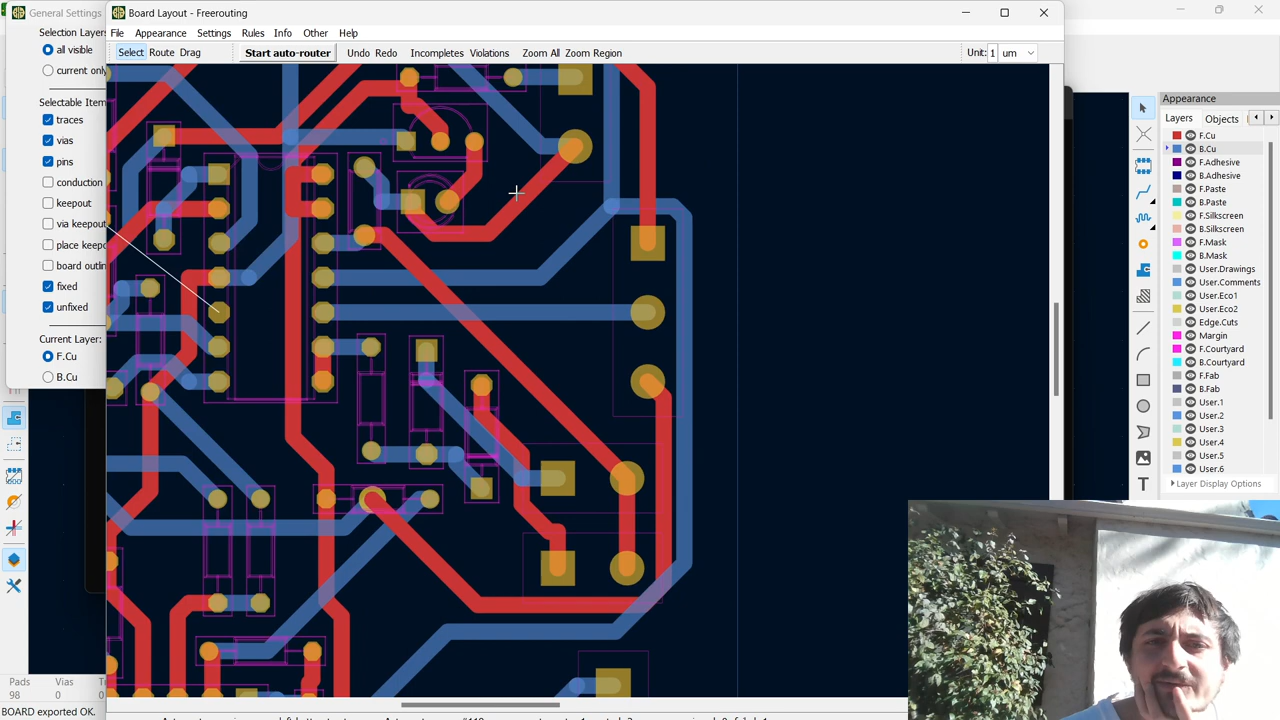 General Settings
Board Layout - Freerouting
Selection Layers
all visible
current only
Selectable Item
traces
vias
pins
conduction
keepout
via keepout
place keepo
board outlin
fixed
unfixed
Current Layer:
F.Cu
B.Cu
Pads
98
Vias
0
BOARD exported OK.
File Appearance Settings Rules Info Other Help
Select Route Drag Start auto-router Undo Redo Incompletes Violations Zoom All Zoom Region Unit: 1 um
Appearance
Layers Objects
F.Cu
B.Cu
F.Adhesive
B.Adhesive
F.Paste
B.Paste
F.Silkscreen
B.Silkscreen
F.Mask
B.Mask
User.Drawings
User.Comments
User.Eco1
User.Eco2
Edge.Cuts
Margin
F.Courtyard
B.Courtyard
F.Fab
B.Fab
User.1
User.2
User.3
User.4
User.5
User.6
Layer Display Options